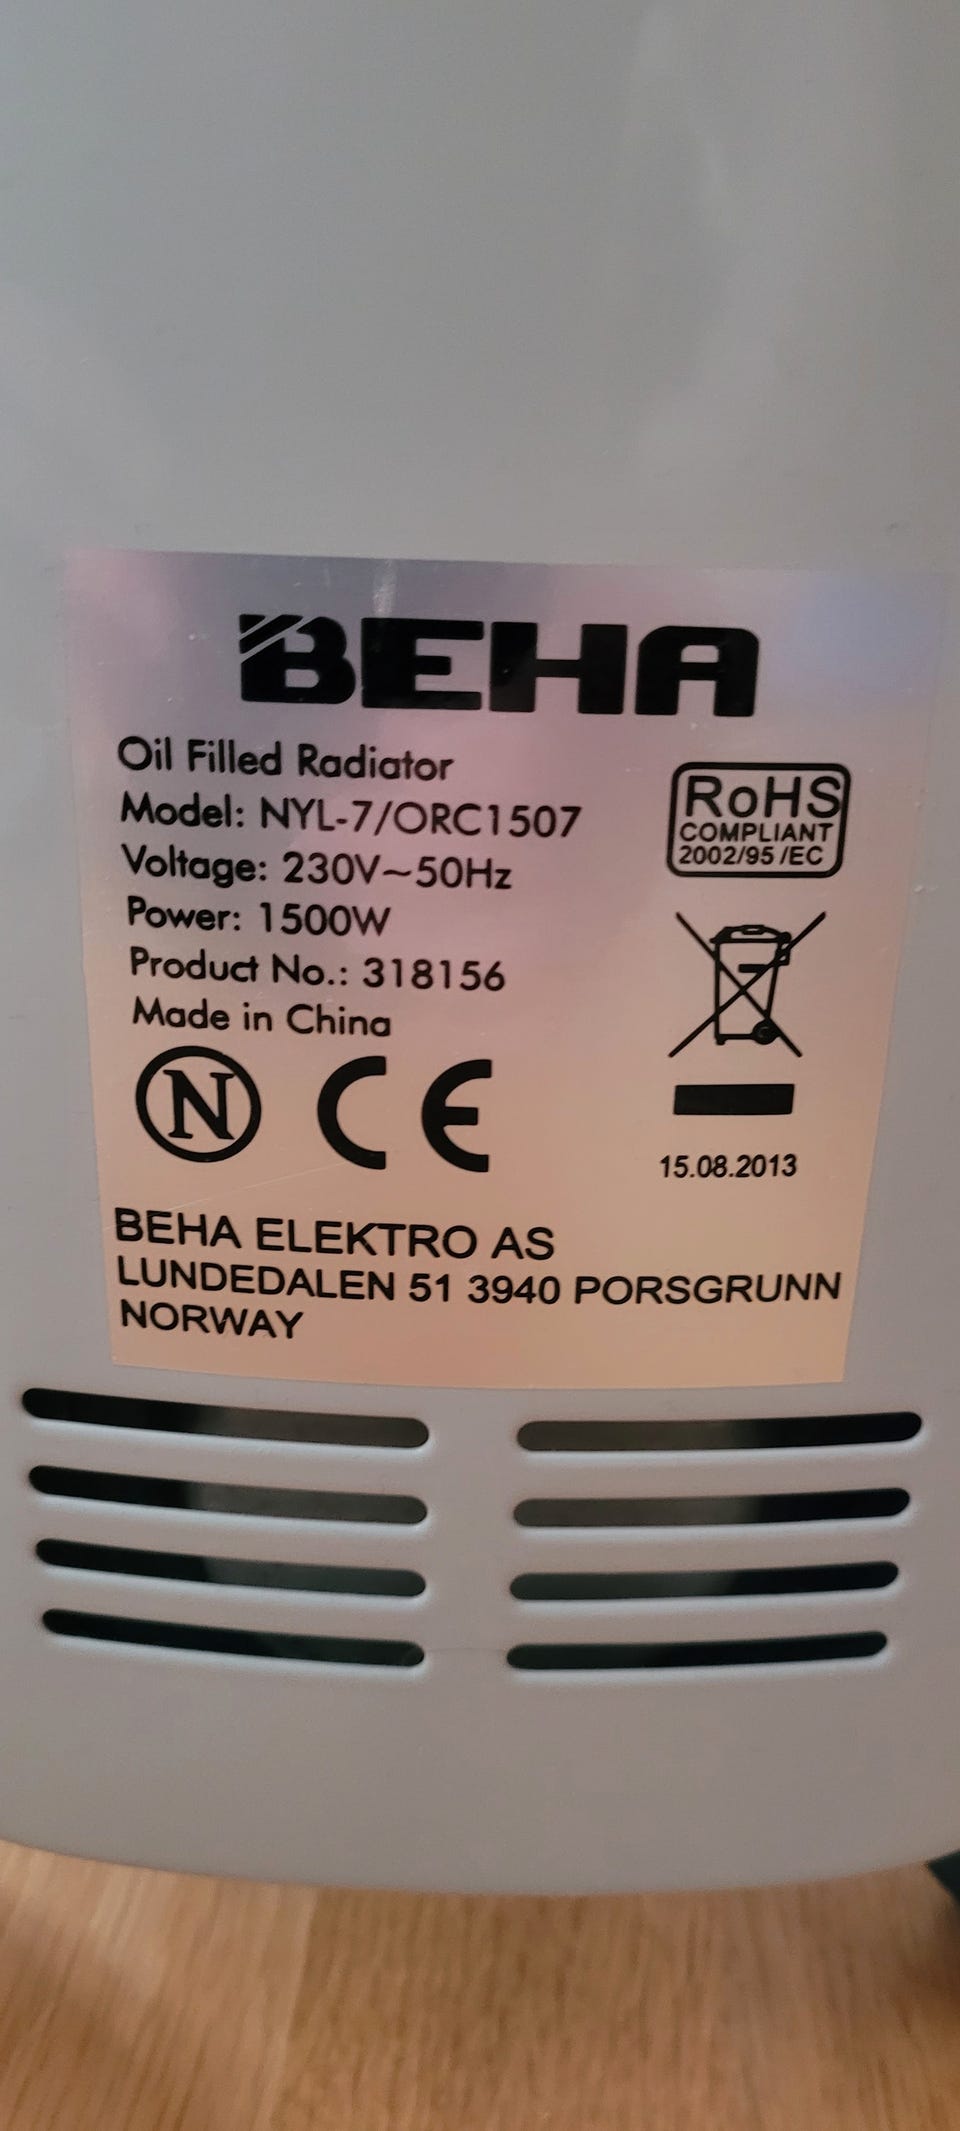 BEHA
Oil Filled Radiator
Model: NYL-7/ORC1507
Voltage: 230V~50Hz
Power: 1500W
Product No.: 318156
Made in China
RoHS
COMPLIANT
2002/95 /EC
N CE
15.08.2013
BEHA ELEKTRO AS
LUNDEDALEN 51 3940 PORSGRUNN
NORWAY